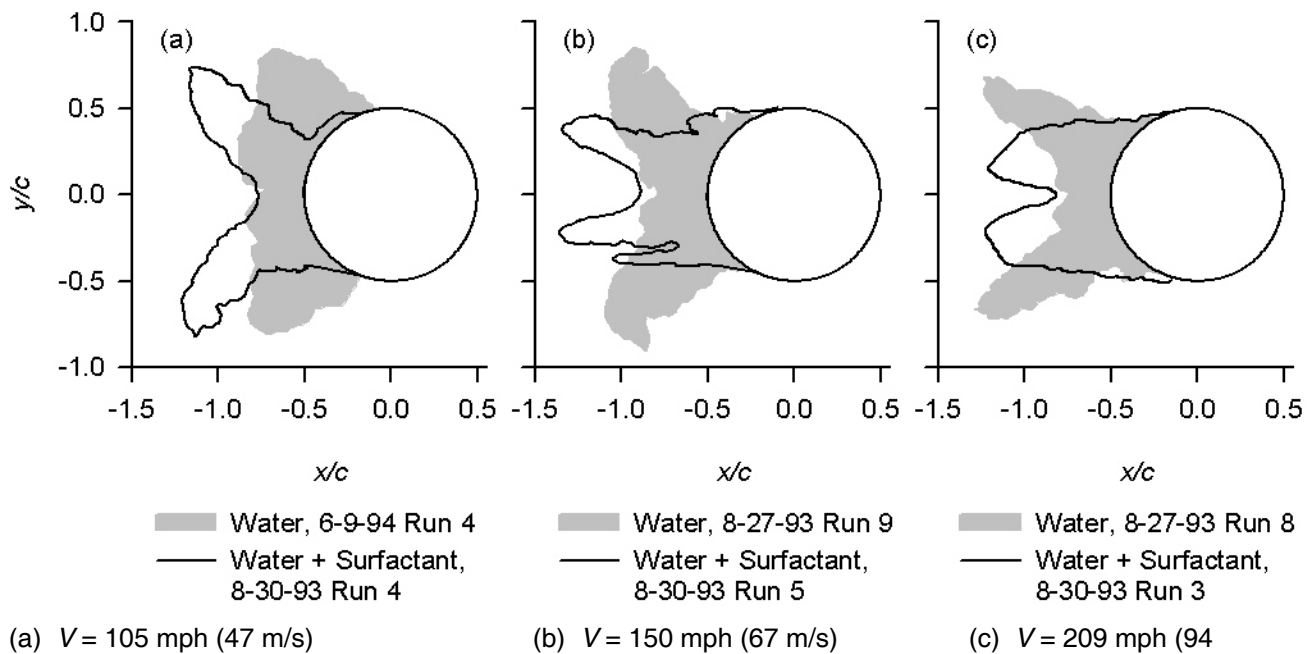 (a) (b) (c)
1.0
0.5
0.0
-0.5
-1.0
y/c
-1.5 -1.0 -0.5 0.0 0.5 -1.5 -1.0 -0.5 0.0 0.5 -1.5 -1.0 -0.5 0.0 0.5
x/c x/c x/c
Water, 6-9-94 Run 4
Water + Surfactant,
8-30-93 Run 4
Water, 8-27-93 Run 9
Water + Surfactant,
8-30-93 Run 5
Water, 8-27-93 Run 8
Water + Surfactant,
8-30-93 Run 3
(a) V = 105 mph (47 m/s) (b) V = 150 mph (67 m/s) (c) V = 209 mph (94